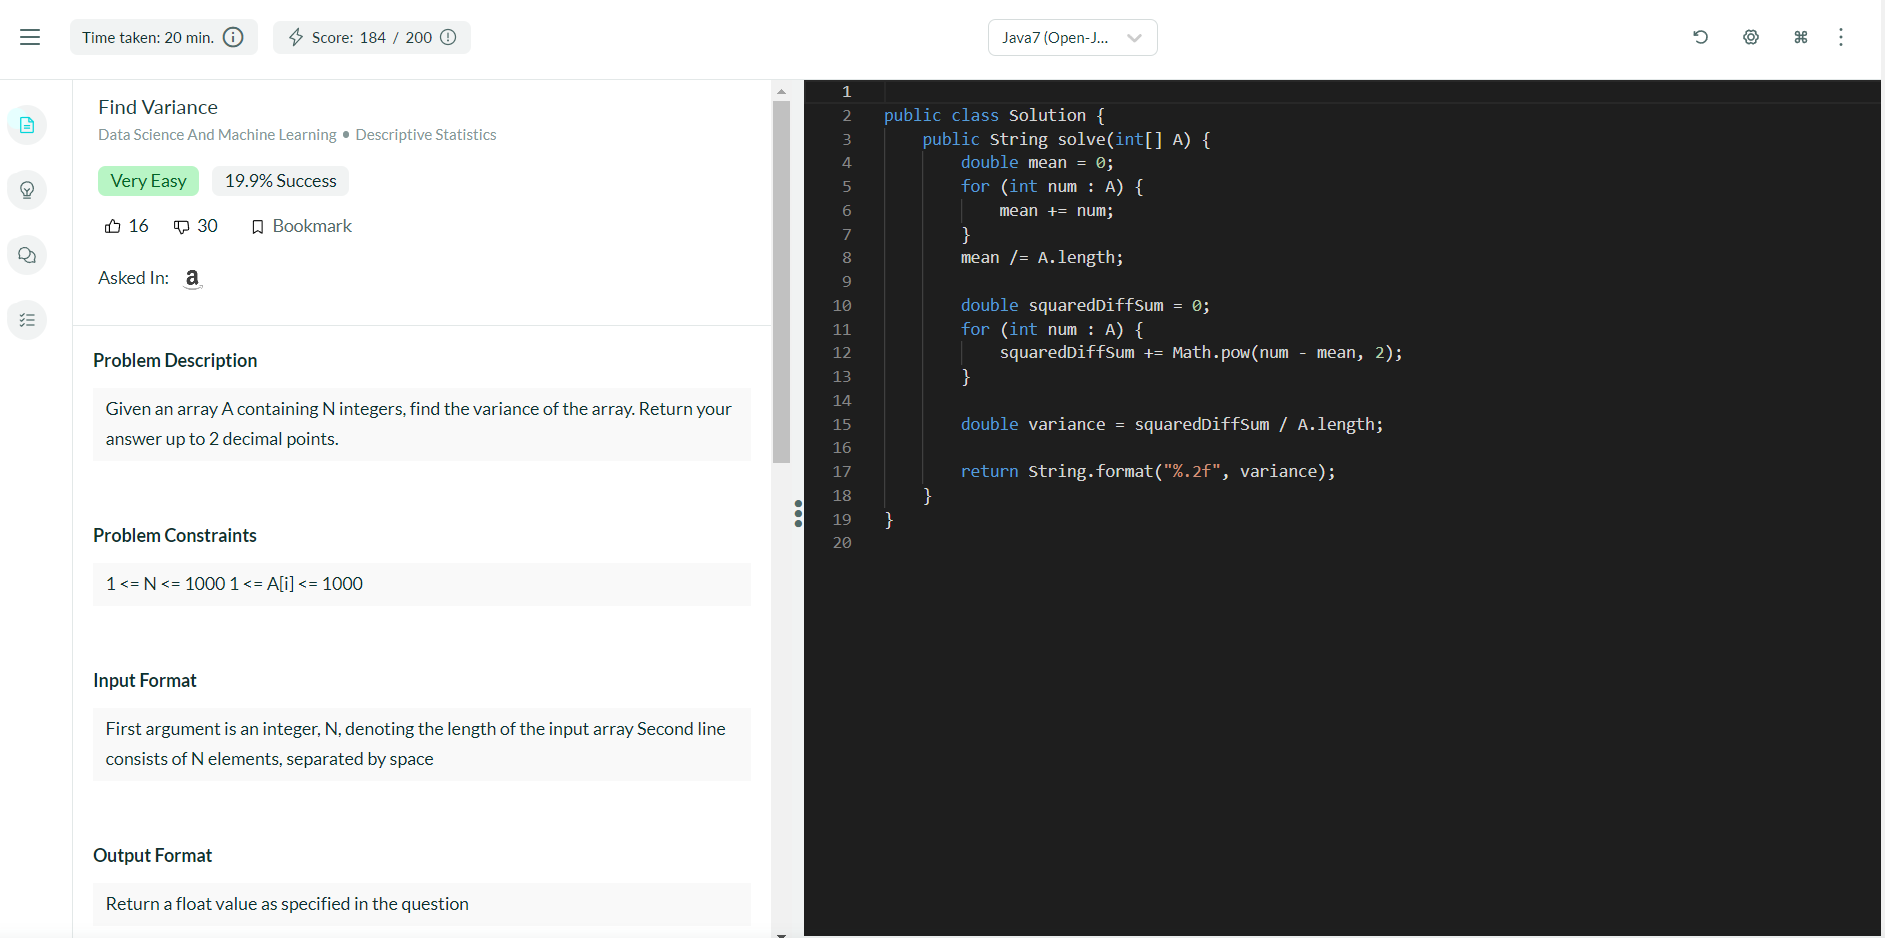 Time taken: 20 min.
Score: 184 / 200
Java7 (Open-J...
Find Variance
Data Science And Machine Learning • Descriptive Statistics
Very Easy
19.9% Success
16
30
Bookmark
Asked In:
a
Problem Description
Given an array A containing N integers, find the variance of the array. Return your
answer up to 2 decimal points.
Problem Constraints
1 <= N <= 1000 1 <= A[i] <= 1000
Input Format
First argument is an integer, N, denoting the length of the input array Second line
consists of N elements, separated by space
Output Format
Return a float value as specified in the question
1
2 public class Solution {
3 public String solve(int[] A) {
4 double mean = 0;
5 for (int num : A) {
6 mean += num;
7 }
8 mean /= A.length;
9
10 double squaredDiffSum = 0;
11 for (int num : A) {
12 squaredDiffSum += Math.pow(num - mean, 2);
13 }
14
15 double variance = squaredDiffSum / A.length;
16
17 return String.format("%.2f", variance);
18 }
19 }
20